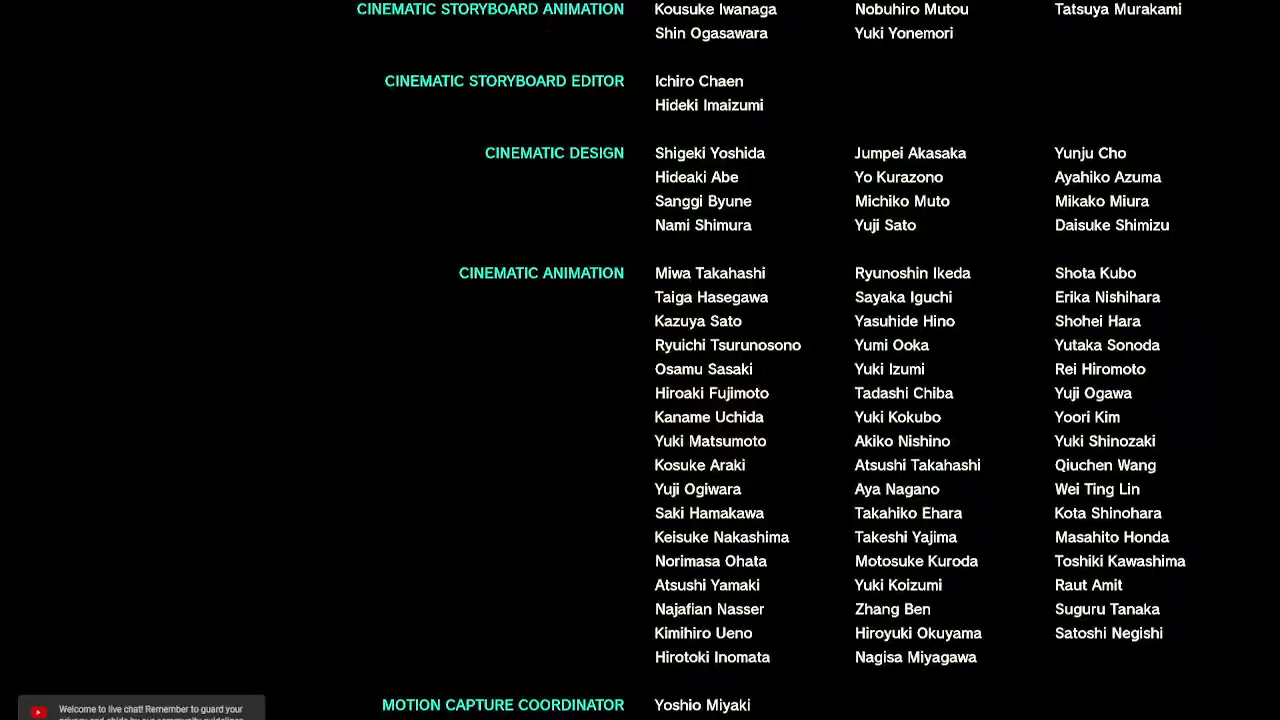 CINEMATIC STORYBOARD ANIMATION Kousuke Iwanaga Nobuhiro Mutou Tatsuya Murakami
Shin Ogasawara Yuki Yonemori
CINEMATIC STORYBOARD EDITOR Ichiro Chaen
Hideki Imaizumi
CINEMATIC DESIGN Shigeki Yoshida Jumpei Akasaka Yunju Cho
Hideaki Abe Yo Kurazono Ayahiko Azuma
Sanggi Byune Michiko Muto Mikako Miura
Nami Shimura Yuji Sato Daisuke Shimizu
CINEMATIC ANIMATION Miwa Takahashi Ryunoshin Ikeda Shota Kubo
Taiga Hasegawa Sayaka Iguchi Erika Nishihara
Kazuya Sato Yasuhide Hino Shohei Hara
Ryuichi Tsurunosono Yumi Ooka Yutaka Sonoda
Osamu Sasaki Yuki Izumi Rei Hiromoto
Hiroaki Fujimoto Tadashi Chiba Yuji Ogawa
Kaname Uchida Yuki Kokubo Yoori Kim
Yuki Matsumoto Akiko Nishino Yuki Shinozaki
Kosuke Araki Atsushi Takahashi Qiuchen Wang
Yuji Ogiwara Aya Nagano Wei Ting Lin
Saki Hamakawa Takahiko Ehara Kota Shinohara
Keisuke Nakashima Takeshi Yajima Masahito Honda
Norimasa Ohata Motosuke Kuroda Toshiki Kawashima
Atsushi Yamaki Yuki Koizumi Raut Amit
Najafian Nasser Zhang Ben Suguru Tanaka
Kimihiro Ueno Hiroyuki Okuyama Satoshi Negishi
Hirotoki Inomata Nagisa Miyagawa
MOTION CAPTURE COORDINATOR Yoshio Miyaki
Welcome to live chat! Remember to guard your
privacy and abide by our community guidelines